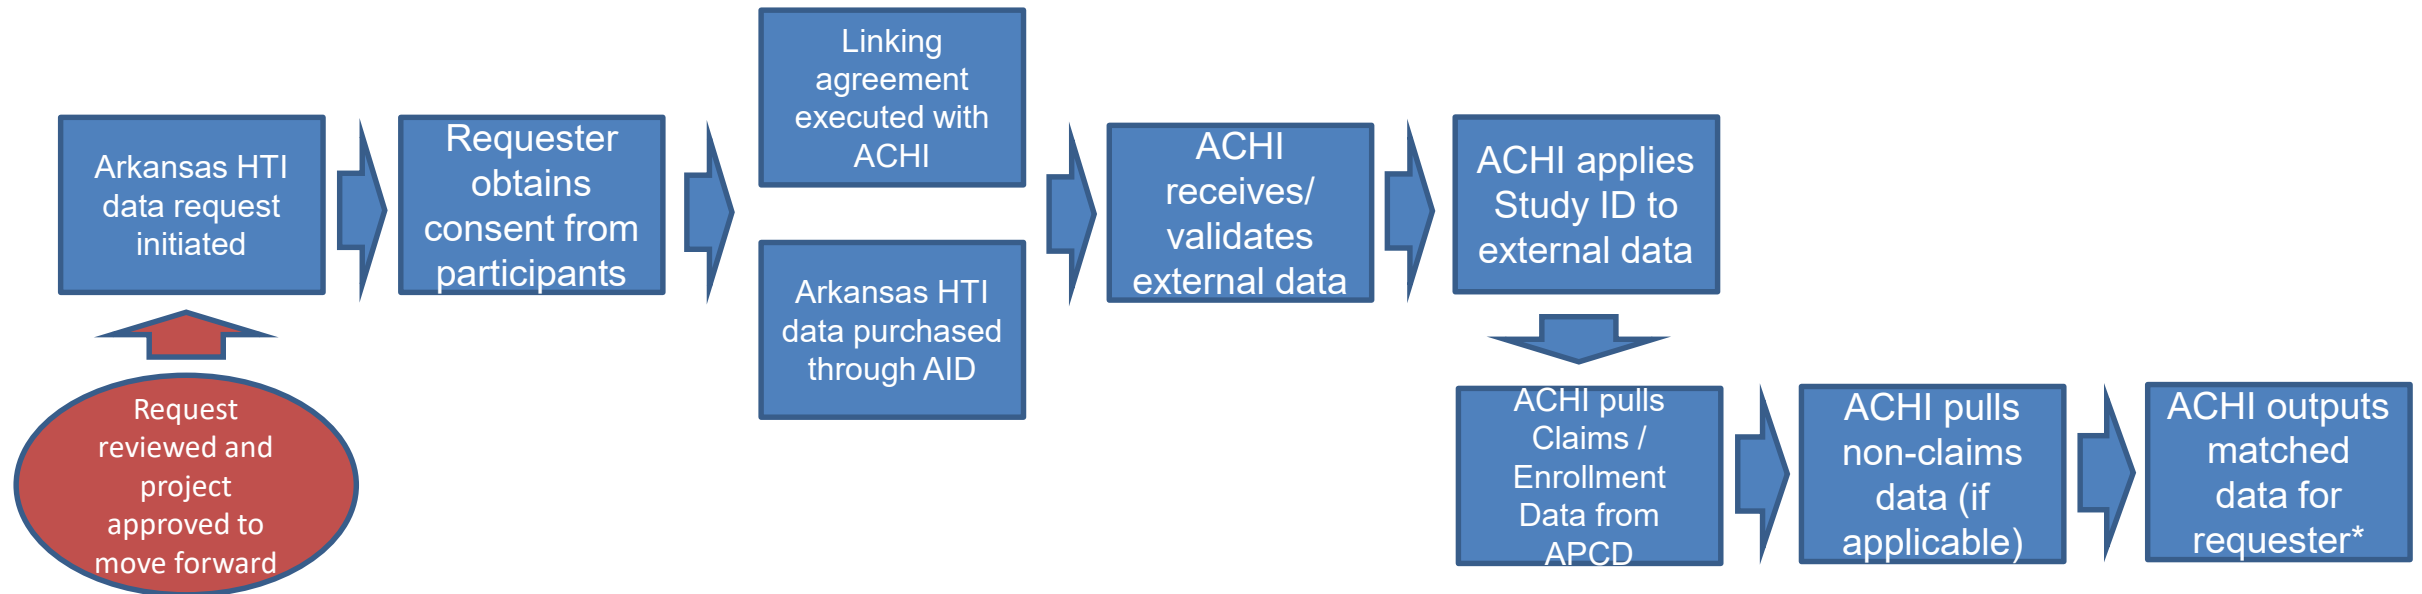 Arkansas HTI
data request
initiated
Request
reviewed and
project
approved to
move forward
Requester
obtains
consent from
participants
Linking
agreement
executed with
ACHI
Arkansas HTI
data purchased
through AID
ACHI
receives/
validates
external data
ACHI applies
Study ID to
external data
ACHI pulls
Claims /
Enrollment
Data from
APCD
ACHI pulls
non-claims
data (if
applicable)
ACHI outputs
matched
data for
requester*